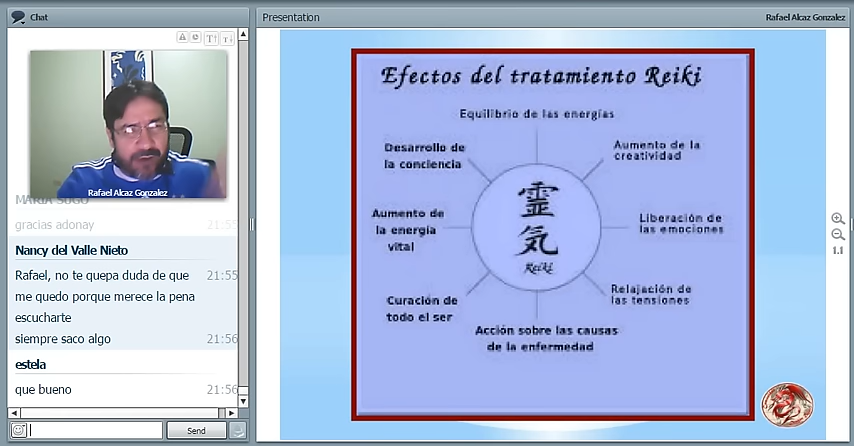 Chat
Rafael Alcaz Gonzalez
MARIA SUGO
gracias adonay 21:55
Nancy del Valle Nieto
Rafael, no te quepa duda de que 21:55
me quedo porque merece la pena
escucharte
siempre saco algo 21:56
estela
que bueno 21:56
Send
Presentation Rafael Alcaz Gonzalez
Efectos del tratamiento Reiki
Equilibrio de las energías
Aumento de la
creatividad
Liberación de
las emociones
Relajación de
las tensiones
Acción sobre las causas
de la enfermedad
Curación de
todo el ser
Aumento de
la energía
vital
Desarrollo de
la conciencia
霊
気
Reiki
1:1